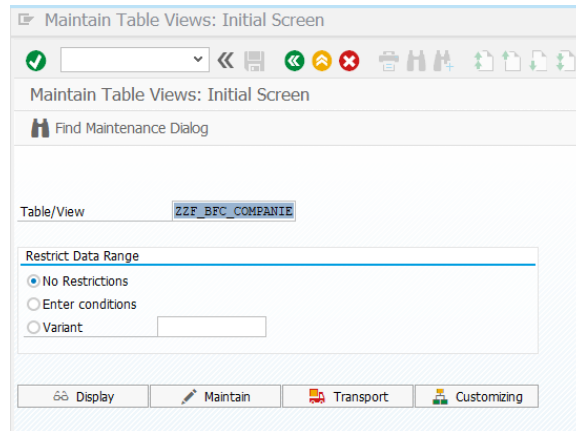 Maintain Table Views: Initial Screen
Maintain Table Views: Initial Screen
Find Maintenance Dialog
Table/View ZZF_BFC_COMPANIE
Restrict Data Range
No Restrictions
Enter conditions
Variant
Display Maintain Transport Customizing